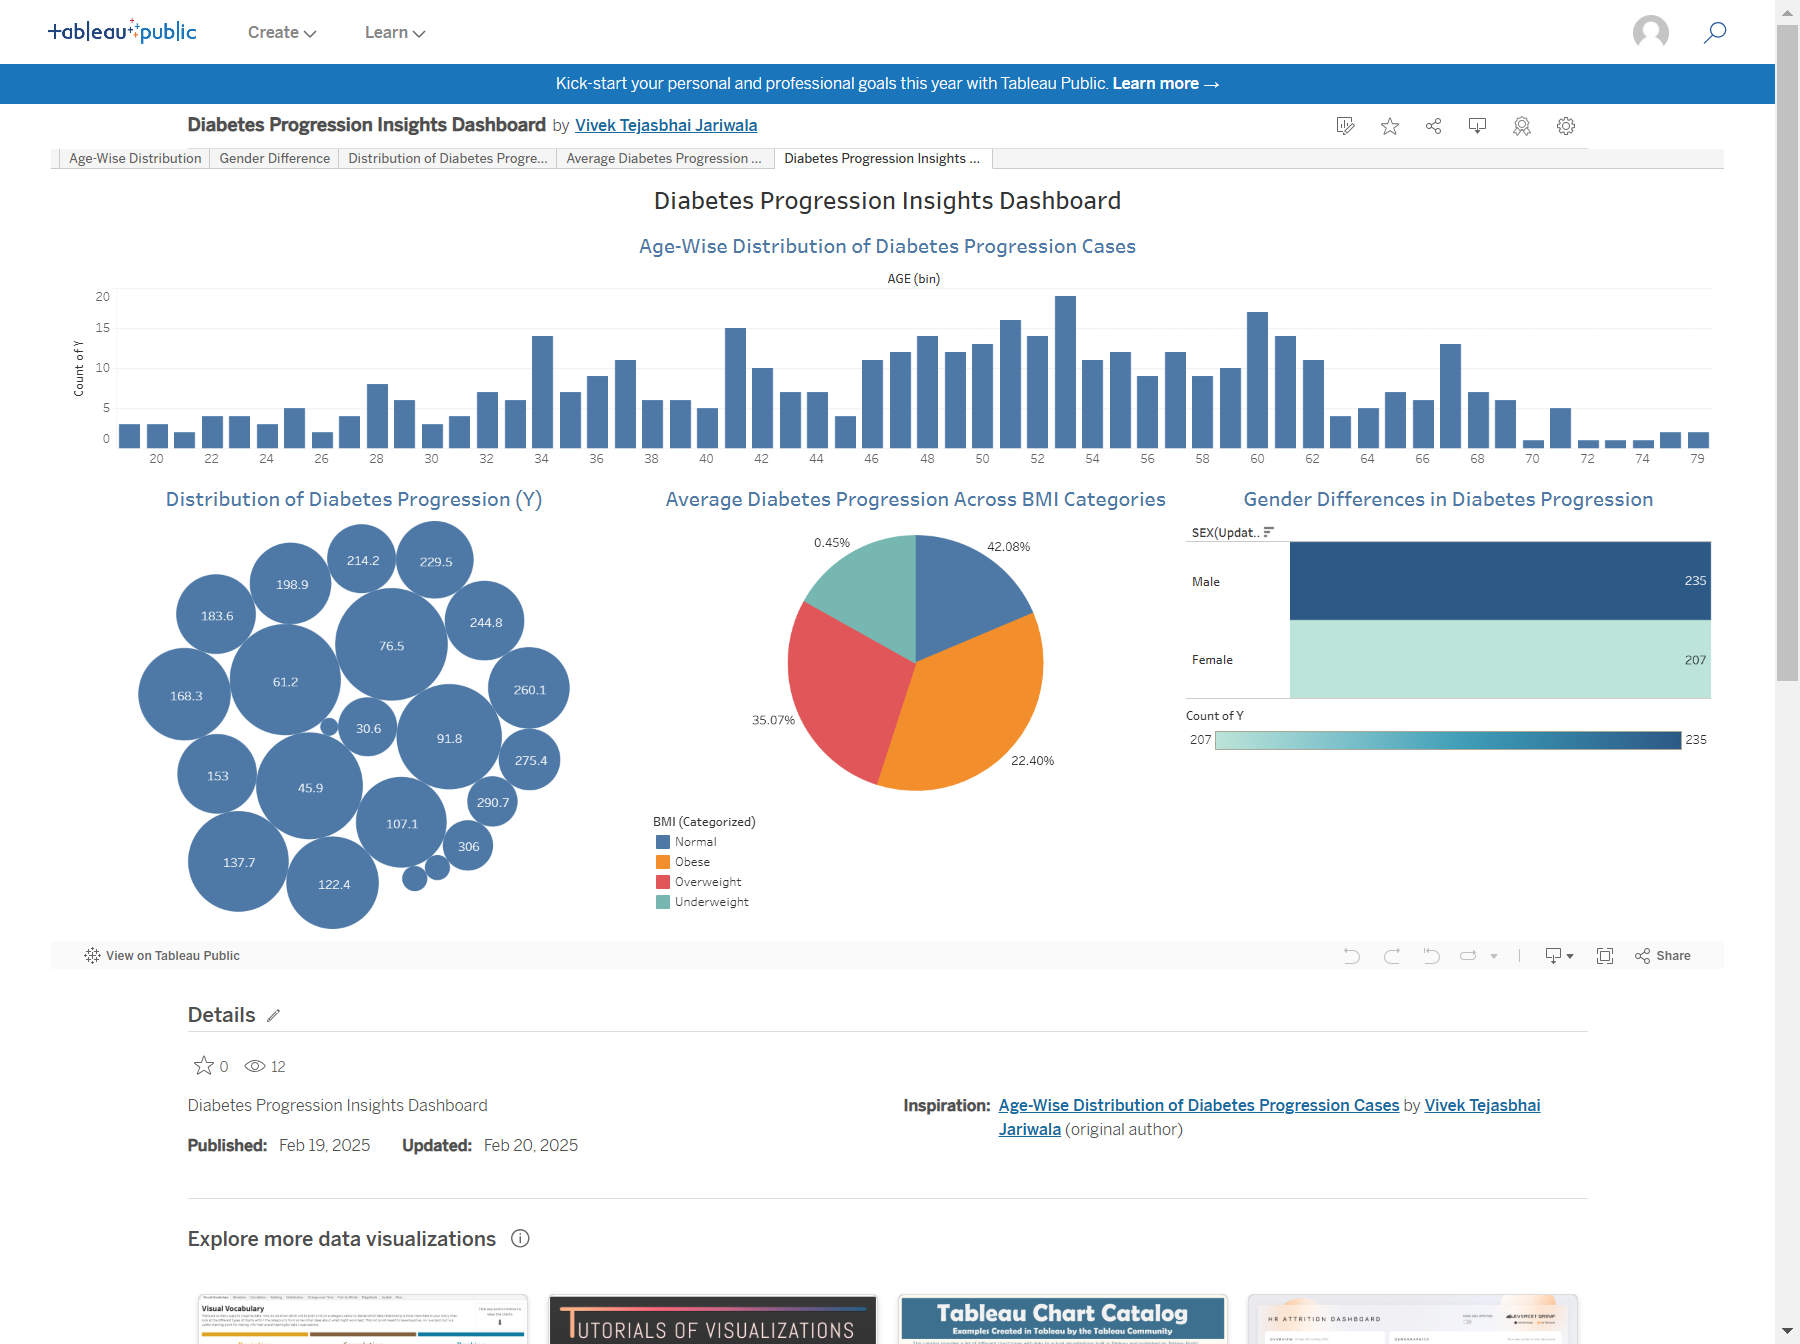 tableau public
Create
Learn
Kick-start your personal and professional goals this year with Tableau Public. Learn more →
Diabetes Progression Insights Dashboard by Vivek Tejasbhai Jariwala
Age-Wise Distribution
Gender Difference
Distribution of Diabetes Progre...
Average Diabetes Progression ...
Diabetes Progression Insights ...
Diabetes Progression Insights Dashboard
Age-Wise Distribution of Diabetes Progression Cases
AGE (bin)
Count of Y
20
15
10
5
0
20 22 24 26 28 30 32 34 36 38 40 42 44 46 48 50 52 54 56 58 60 62 64 66 68 70 72 74 79
Distribution of Diabetes Progression (Y)
214.2
229.5
198.9
183.6
244.8
76.5
61.2
260.1
168.3
30.6
91.8
275.4
153
45.9
290.7
107.1
306
137.7
122.4
Average Diabetes Progression Across BMI Categories
0.45%
42.08%
35.07%
22.40%
BMI (Categorized)
Normal
Obese
Overweight
Underweight
Gender Differences in Diabetes Progression
SEX(Updat..
Male
235
Female
207
Count of Y
207
235
View on Tableau Public
Share
Details
0
12
Diabetes Progression Insights Dashboard
Published: Feb 19, 2025 Updated: Feb 20, 2025
Inspiration: Age-Wise Distribution of Diabetes Progression Cases by Vivek Tejasbhai
Jariwala (original author)
Explore more data visualizations
Visual Vocabulary
TUTORIALS OF VISUALIZATIONS
Tableau Chart Catalog
Examples Created in Tableau by the Tableau Community
HR ATTRITION DASHBOARD